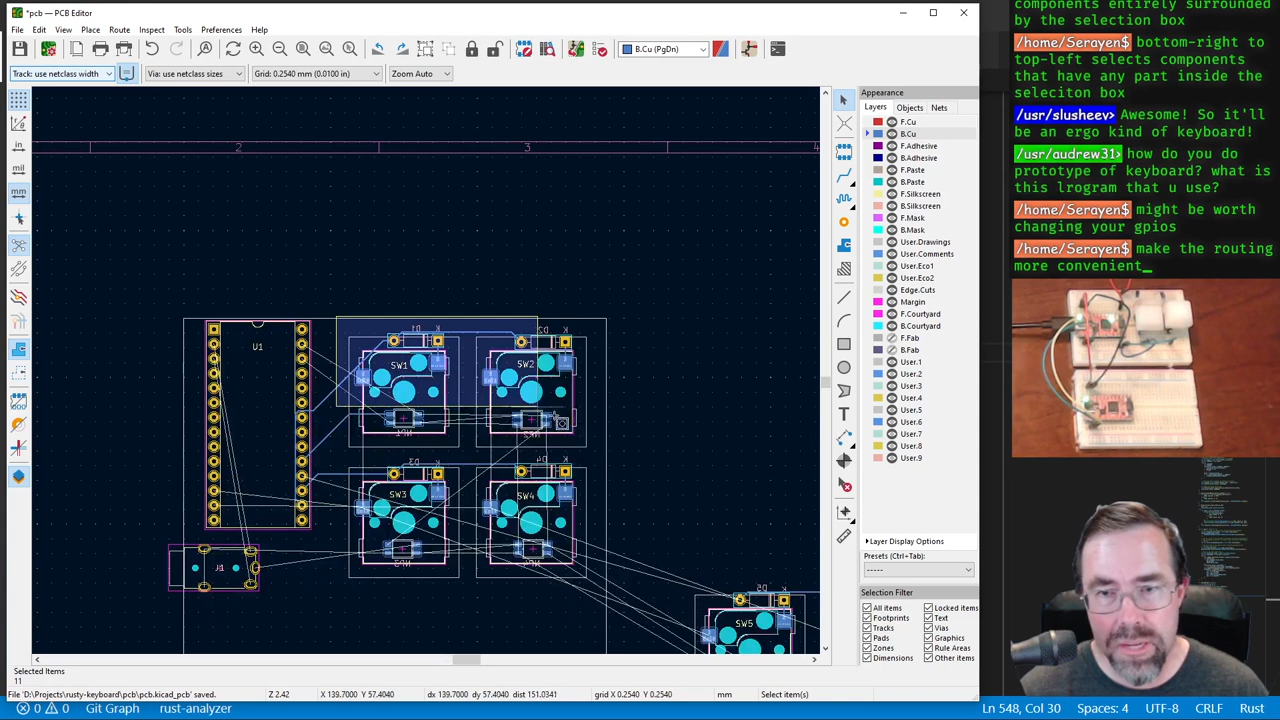 *pcb — PCB Editor
File Edit View Place Route Inspect Tools Preferences Help
B.Cu (PgDn)
Track: use netclass width
Via: use netclass sizes
Grid: 0.2540 mm (0.0100 in)
Zoom Auto
in
mil
mm
2
3
4
U1
D1
K
D2
K
SW1
SW2
D3
K
D4
K
SW3
SW4
J1
D5
K
SW5
Appearance
Layers Objects Nets
F.Cu
B.Cu
F.Adhesive
B.Adhesive
F.Paste
B.Paste
F.Silkscreen
B.Silkscreen
F.Mask
B.Mask
User.Drawings
User.Comments
User.Eco1
User.Eco2
Edge.Cuts
Margin
F.Courtyard
B.Courtyard
F.Fab
B.Fab
User.1
User.2
User.3
User.4
User.5
User.6
User.7
User.8
User.9
Layer Display Options
Presets (Ctrl+Tab):
-----
Selection Filter
All items Locked items
Footprints Text
Tracks Vias
Pads Graphics
Zones Rule Areas
Dimensions Other items
Selected Items
11
File 'D:\Projects\rusty-keyboard\pcb\pcb.kicad_pcb' saved.
Z 2.42
X 139.7000 Y 57.4040
dx 139.7000 dy 57.4040 dist 151.0341
grid X 0.2540 Y 0.2540
mm
Select item(s)
components entirely surrounded
by the selection box
/home/Serayen$ bottom-right to
top-left selects components
that have any part inside the
seleciton box
/usr/slusheev> Awesome! So it'll
be an ergo kind of keyboard!
/usr/audrew31> how do you do
prototype of keyboard? what is
this lrogram that u use?
/home/Serayen$ might be worth
changing your gpios
/home/Serayen$ make the routing
more convenient_
0 0
Git Graph
rust-analyzer
Ln 548, Col 30
Spaces: 4
UTF-8
CRLF
Rust